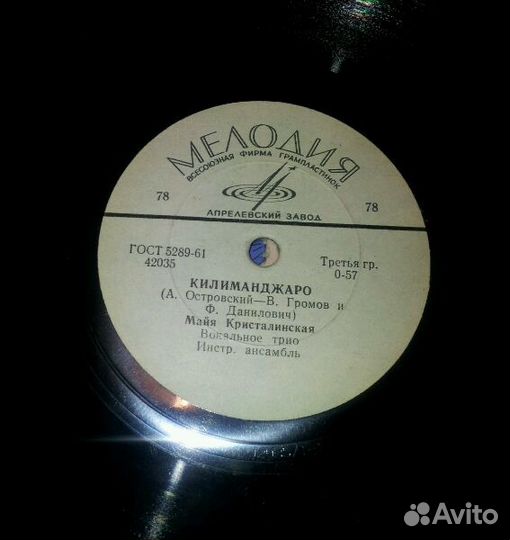 МЕЛОДИЯ
ВСЕСОЮЗНАЯ ФИРМА ГРАМПЛАСТИНОК
78 78
АПРЕЛЕВСКИЙ ЗАВОД
ГОСТ 5289-61 Третья гр.
42035 0-57
КИЛИМАНДЖАРО
(А. Островский—В. Громов и
Ф. Данилович)
Майя Кристалинская
Вокальное трио
Инстр. ансамбль
Avito